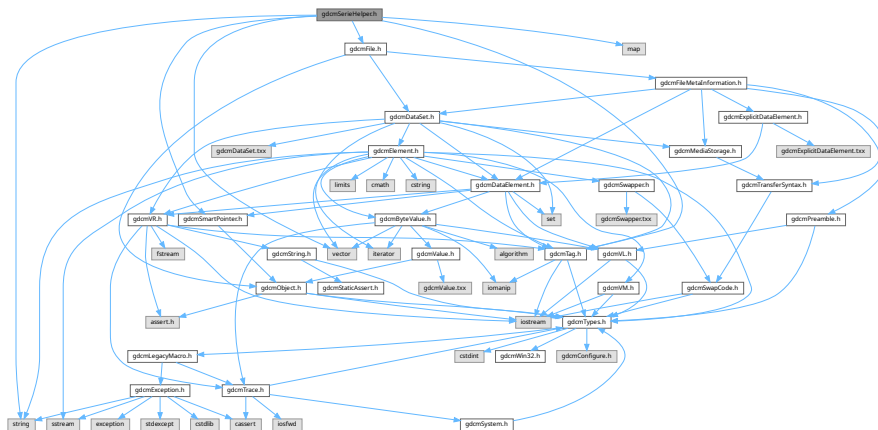 gdcmSerieHelper.h
gdcmFile.h
map
gdcmFileMetaInformation.h
gdcmDataSet.h
gdcmExplicitDataElement.h
gdcmDataSet.txx
gdcmElement.h
gdcmMediaStorage.h
gdcmExplicitDataElement.txx
limits
cmath
cstring
gdcmDataElement.h
gdcmSwapper.h
gdcmTransferSyntax.h
gdcmVR.h
gdcmSmartPointer.h
gdcmByteValue.h
set
gdcmSwapper.txx
gdcmPreamble.h
fstream
gdcmString.h
vector
iterator
gdcmValue.h
algorithm
gdcmTag.h
gdcmVL.h
gdcmObject.h
gdcmStaticAssert.h
gdcmValue.txx
iomanip
gdcmVM.h
gdcmSwapCode.h
assert.h
iostream
gdcmTypes.h
gdcmLegacyMacro.h
cstdint
gdcmWin32.h
gdcmConfigure.h
gdcmException.h
gdcmTrace.h
string
sstream
exception
stdexcept
cstdlib
cassert
iosfwd
gdcmSystem.h